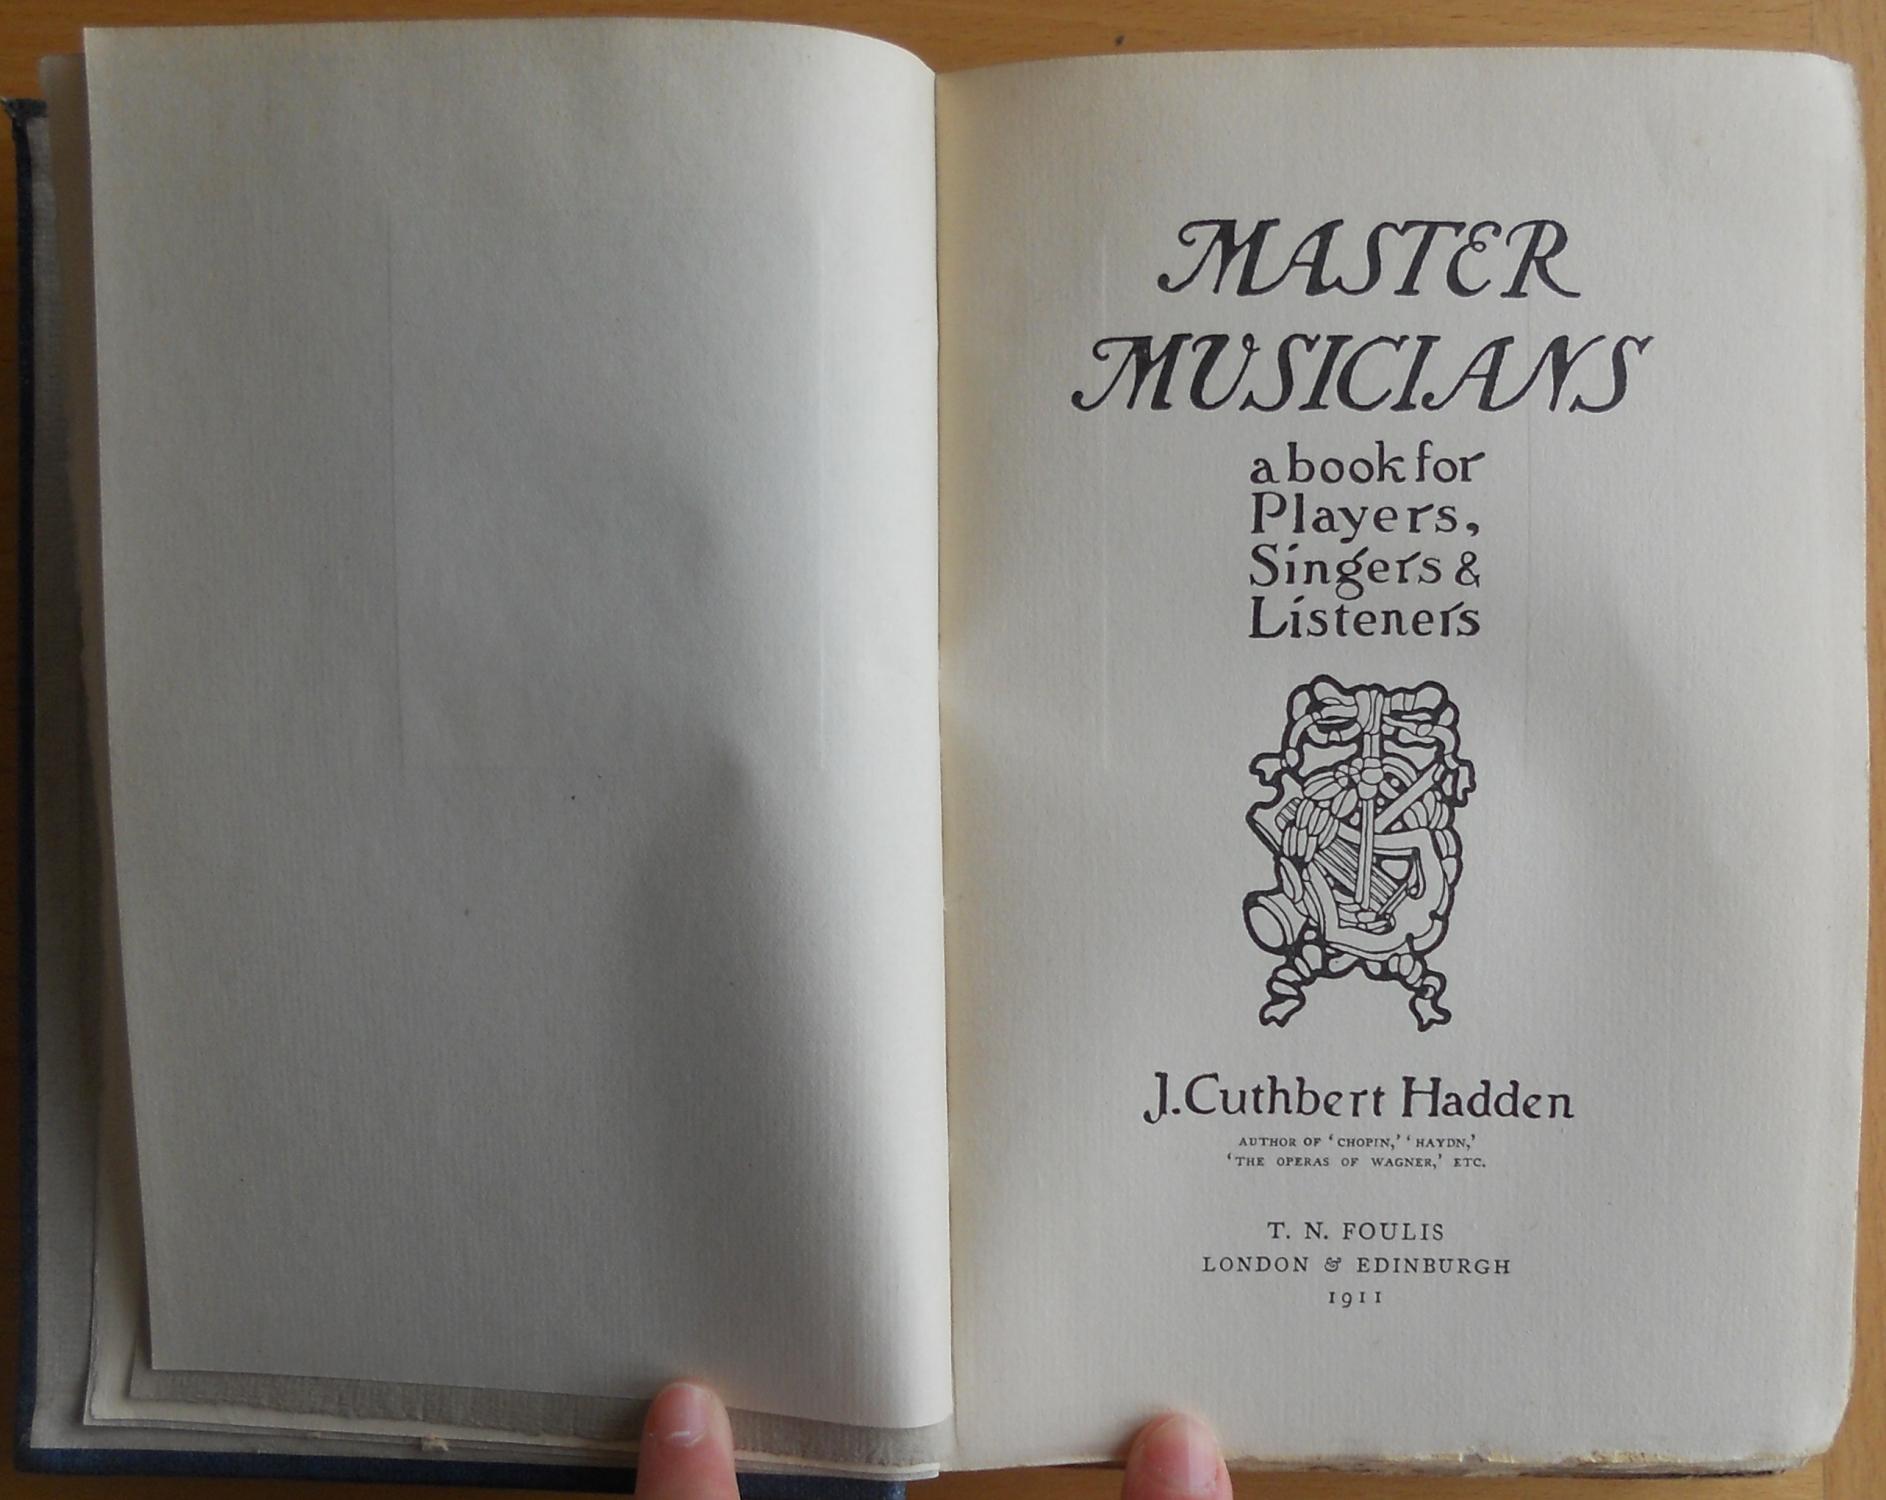 MASTER
MUSICIANS
a book for
Players,
Singers &
Listeners
J. Cuthbert Hadden
AUTHOR OF ‘CHOPIN,’ ‘HAYDN,’
‘THE OPERAS OF WAGNER,’ ETC.
T. N. FOULIS
LONDON & EDINBURGH
1911